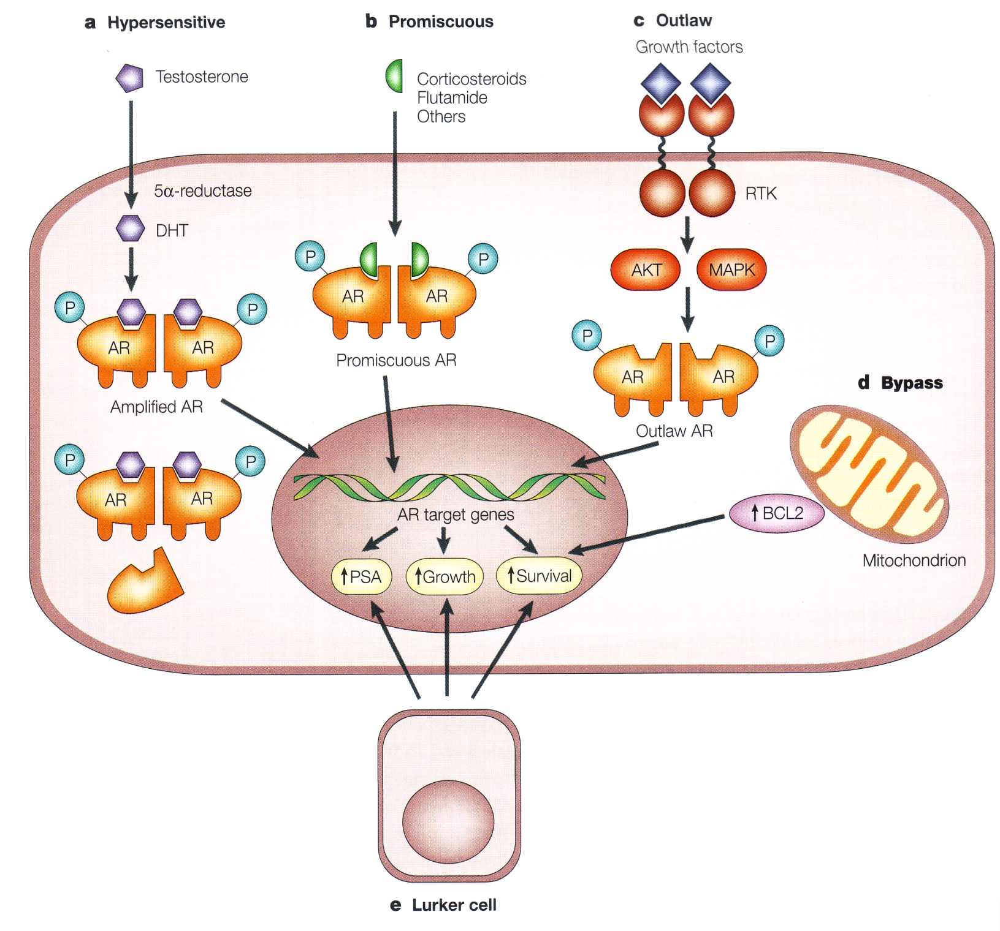 a Hypersensitive
Testosterone
5α-reductase
DHT
P
P
AR
AR
Amplified AR
P
P
AR
AR
b Promiscuous
Corticosteroids
Flutamide
Others
P
P
AR
AR
Promiscuous AR
c Outlaw
Growth factors
RTK
AKT
MAPK
P
P
AR
AR
Outlaw AR
d Bypass
↑BCL2
Mitochondrion
AR target genes
↑PSA
↑Growth
↑Survival
e Lurker cell